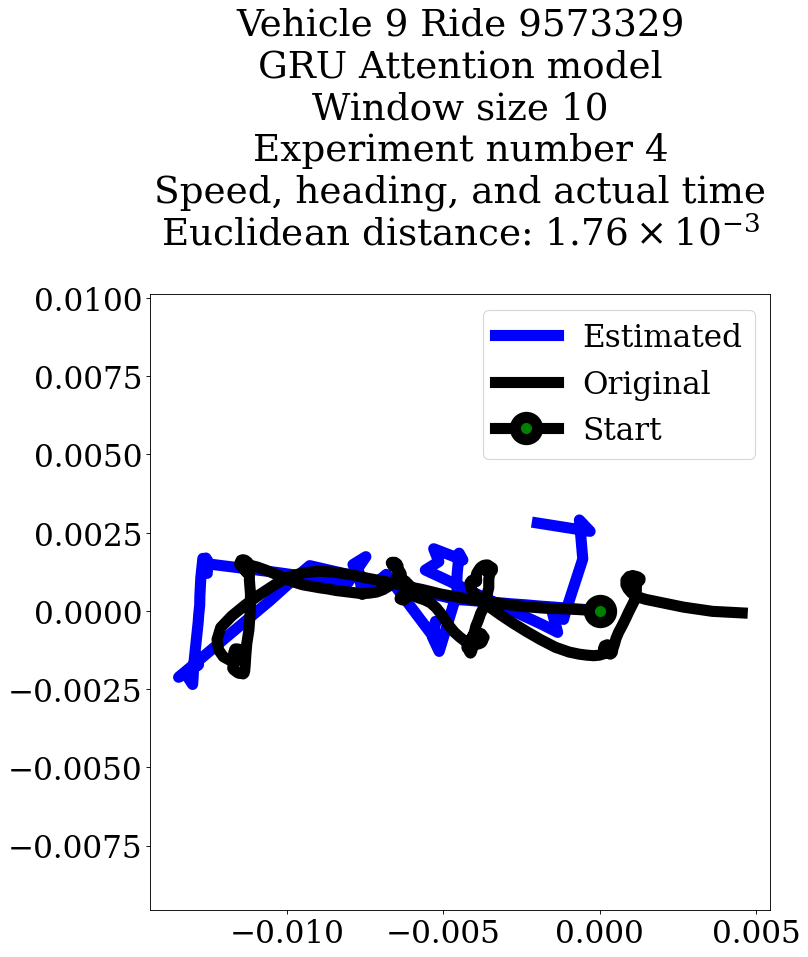 Vehicle 9 Ride 9573329
GRU Attention model
Window size 10
Experiment number 4
Speed, heading, and actual time
Euclidean distance: 1.76 × 10⁻³
0.0100
0.0075
0.0050
0.0025
0.0000
−0.0025
−0.0050
−0.0075
Estimated
Original
Start
−0.010
−0.005
0.000
0.005